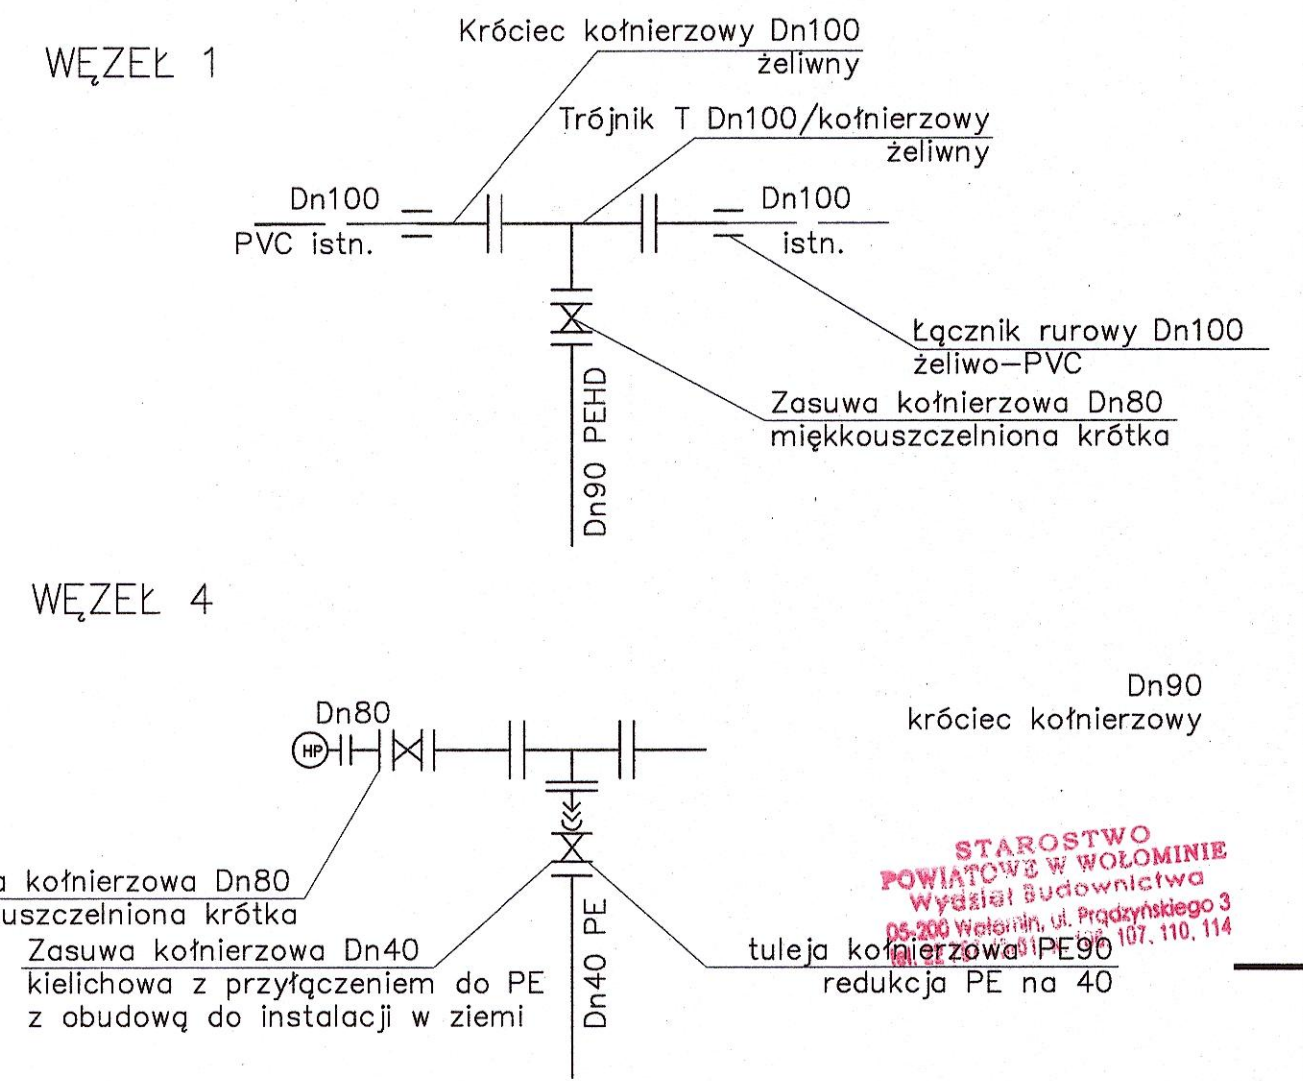 WĘZEŁ 1
Króciec kołnierzowy Dn100
żeliwny
Trójnik T Dn100/kołnierzowy
żeliwny
Dn100
PVC istn.
Dn100
istn.
Łącznik rurowy Dn100
żeliwo–PVC
Zasuwa kołnierzowa Dn80
miękkouszczelniona krótka
Dn90 PEHD
WĘZEŁ 4
Dn90
króciec kołnierzowy
Dn80
HP
a kołnierzowa Dn80
uszczelniona krótka
Zasuwa kołnierzowa Dn40
kielichowa z przyłączeniem do PE
z obudową do instalacji w ziemi
Dn40 PE
STAROSTWO
POWIATOWE W WOŁOMINIE
Wydział Budownictwa
05-200 Wołomin, ul. Prądzyńskiego 3
107, 110, 114
tuleja kołnierzowa PE90
redukcja PE na 40